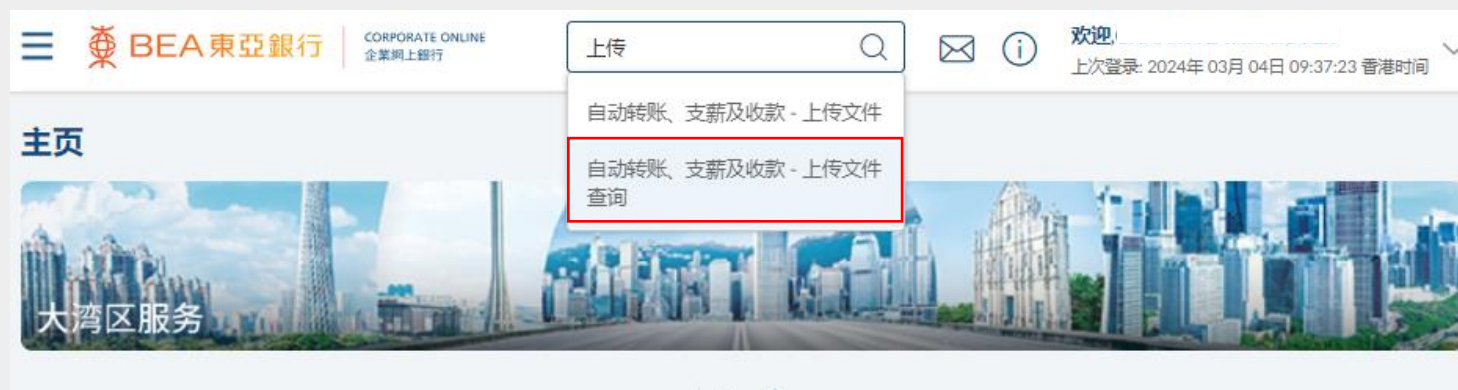 BEA東亞銀行
CORPORATE ONLINE
企業網上銀行
上传
欢迎,
上次登录: 2024年 03月 04日 09:37:23 香港时间
自动转账、支薪及收款 - 上传文件
自动转账、支薪及收款 - 上传文件
查询
主页
大湾区服务